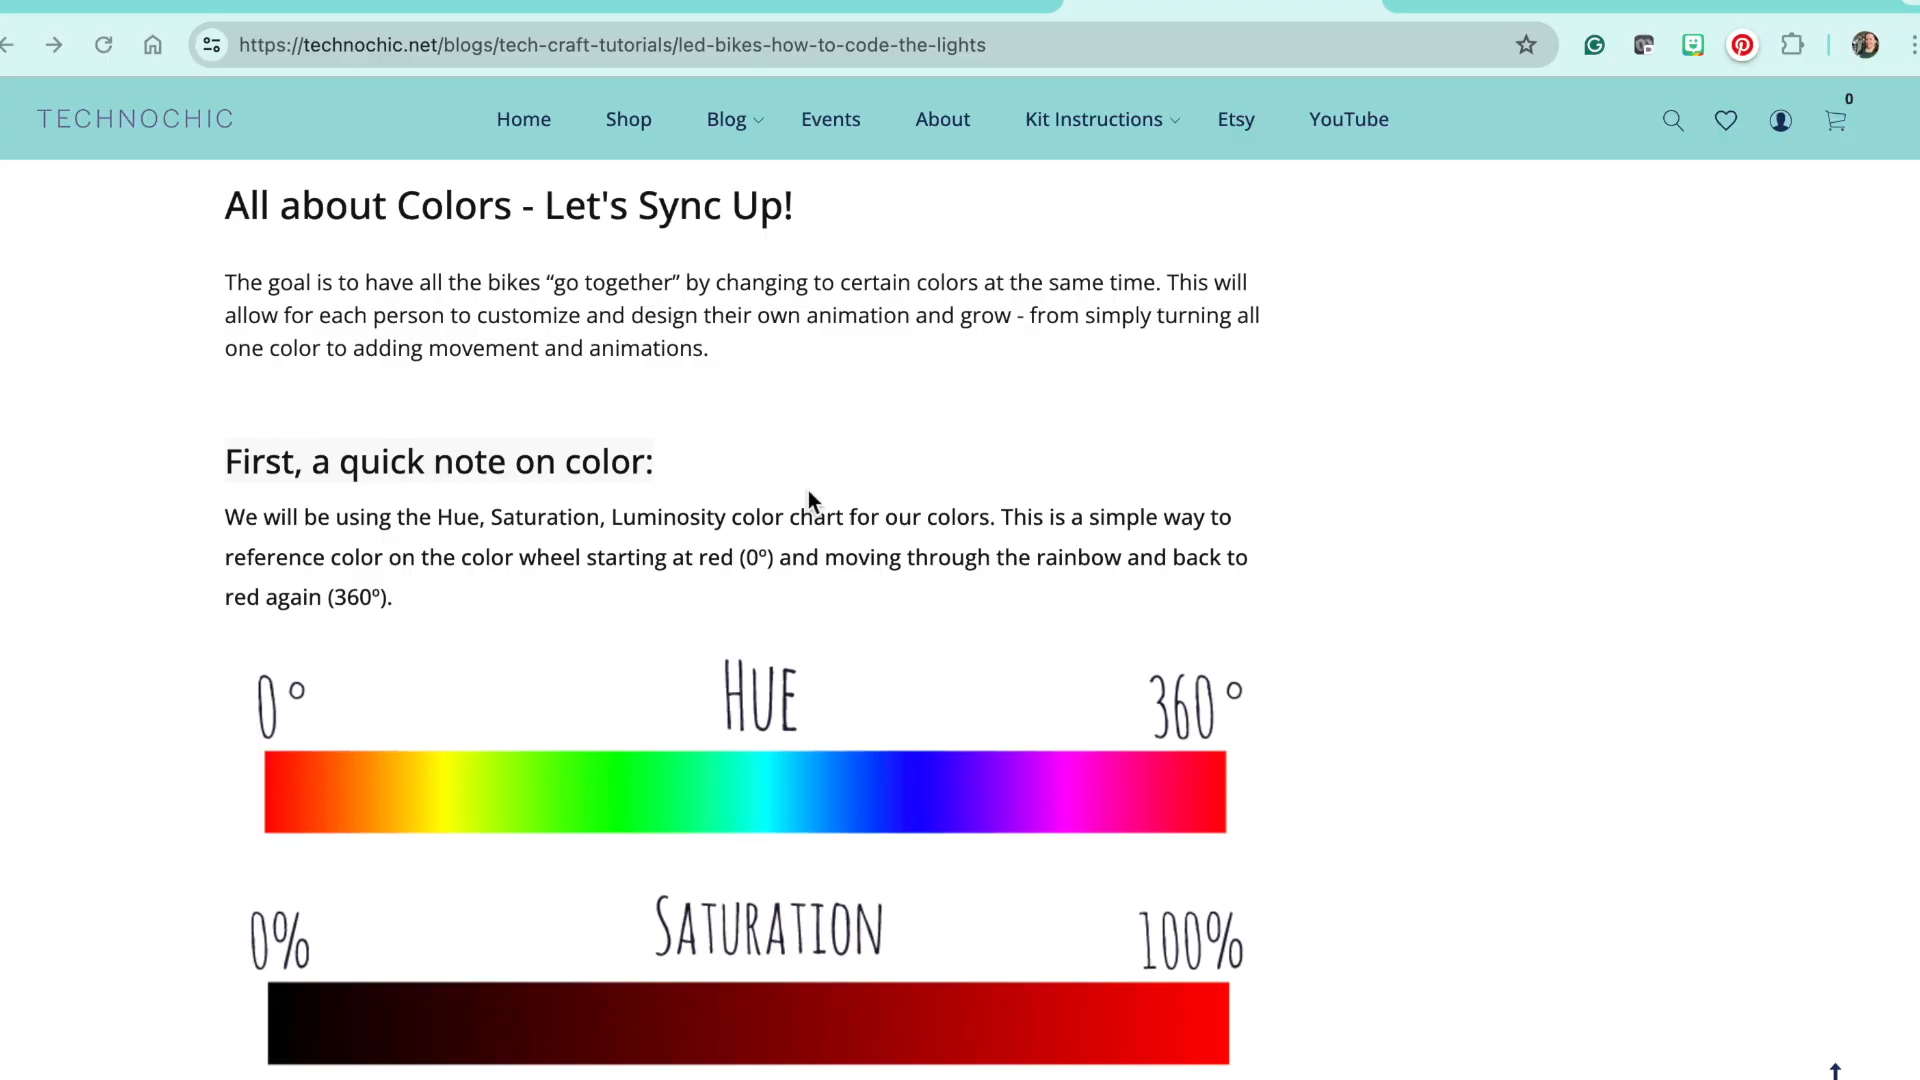 https://technochic.net/blogs/tech-craft-tutorials/led-bikes-how-to-code-the-lights
TECHNOCHIC
Home Shop Blog Events About Kit Instructions Etsy YouTube
0
All about Colors - Let's Sync Up!
The goal is to have all the bikes “go together” by changing to certain colors at the same time. This will
allow for each person to customize and design their own animation and grow - from simply turning all
one color to adding movement and animations.
First, a quick note on color:
We will be using the Hue, Saturation, Luminosity color chart for our colors. This is a simple way to
reference color on the color wheel starting at red (0º) and moving through the rainbow and back to
red again (360º).
0° HUE 360°
0% SATURATION 100%